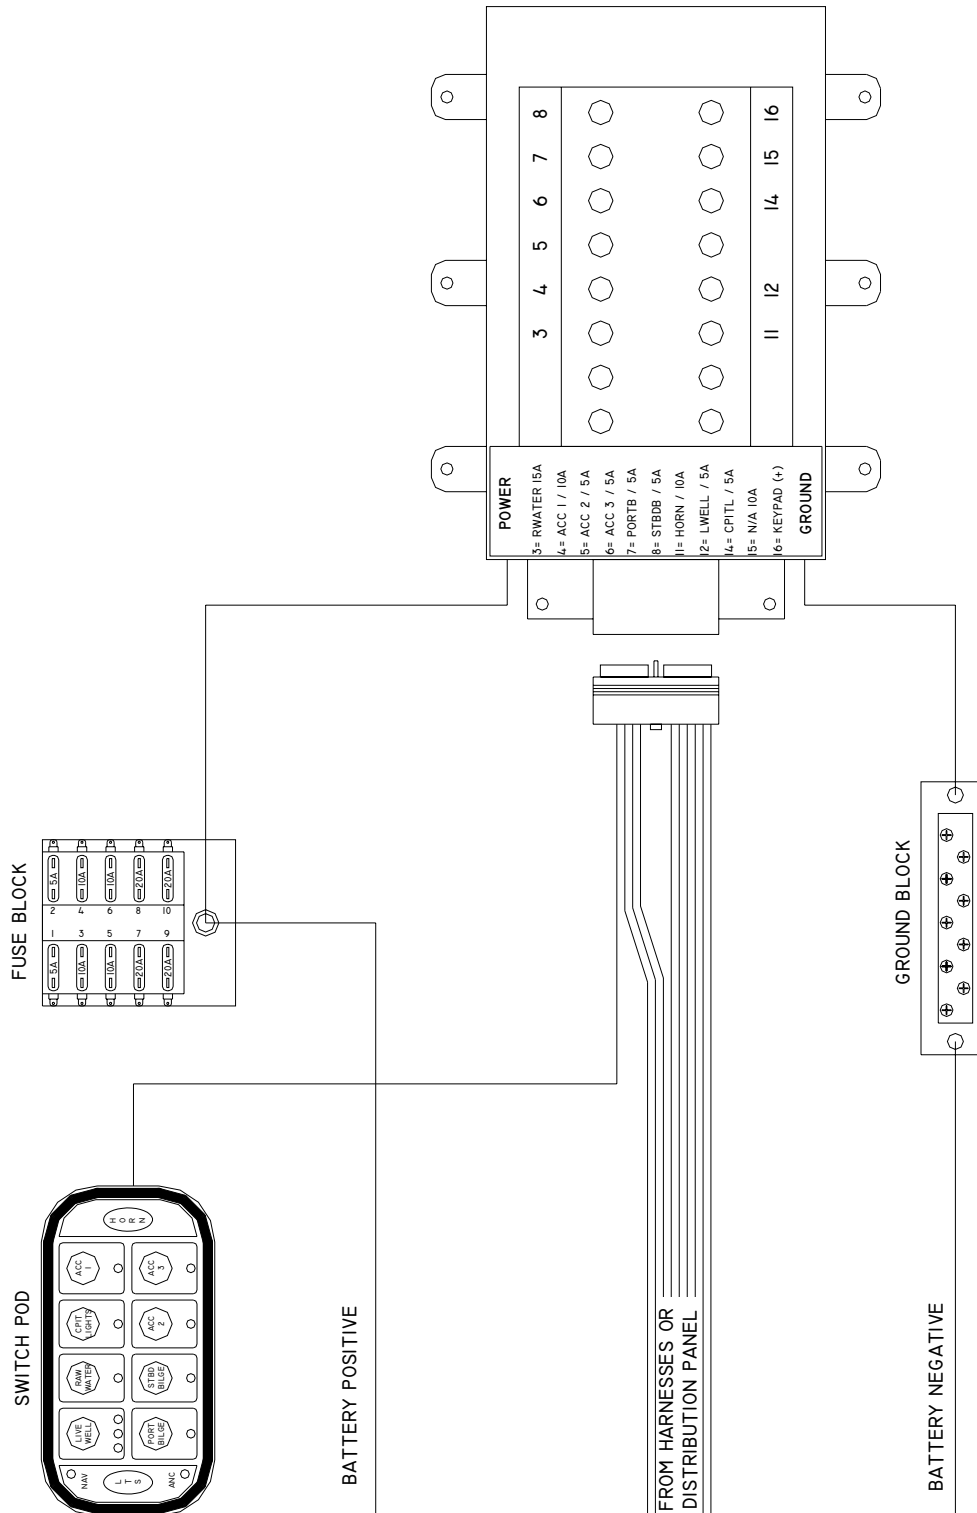 8
7
6
5
4
3
16
15
14
12
11
POWER
3= RWATER 15A
4= ACC 1 / 10A
5= ACC 2 / 5A
6= ACC 3 / 5A
7= PORTB / 5A
8= STBDB / 5A
11= HORN / 10A
12= LWELL / 5A
14= CPITL / 5A
15= N/A 10A
16= KEYPAD (+)
GROUND
FUSE BLOCK
5A
10A
10A
20A
20A
2
4
6
8
10
1
3
5
7
9
5A
10A
10A
20A
20A
GROUND BLOCK
SWITCH POD
HORN
ACC
1
ACC
3
CPIT
LIGHTS
ACC
2
RAW
WATER
STBD
BILGE
LIVE
WELL
PORT
BILGE
NAV
LTS
ANC
BATTERY POSITIVE
FROM HARNESSES OR
DISTRIBUTION PANEL
BATTERY NEGATIVE